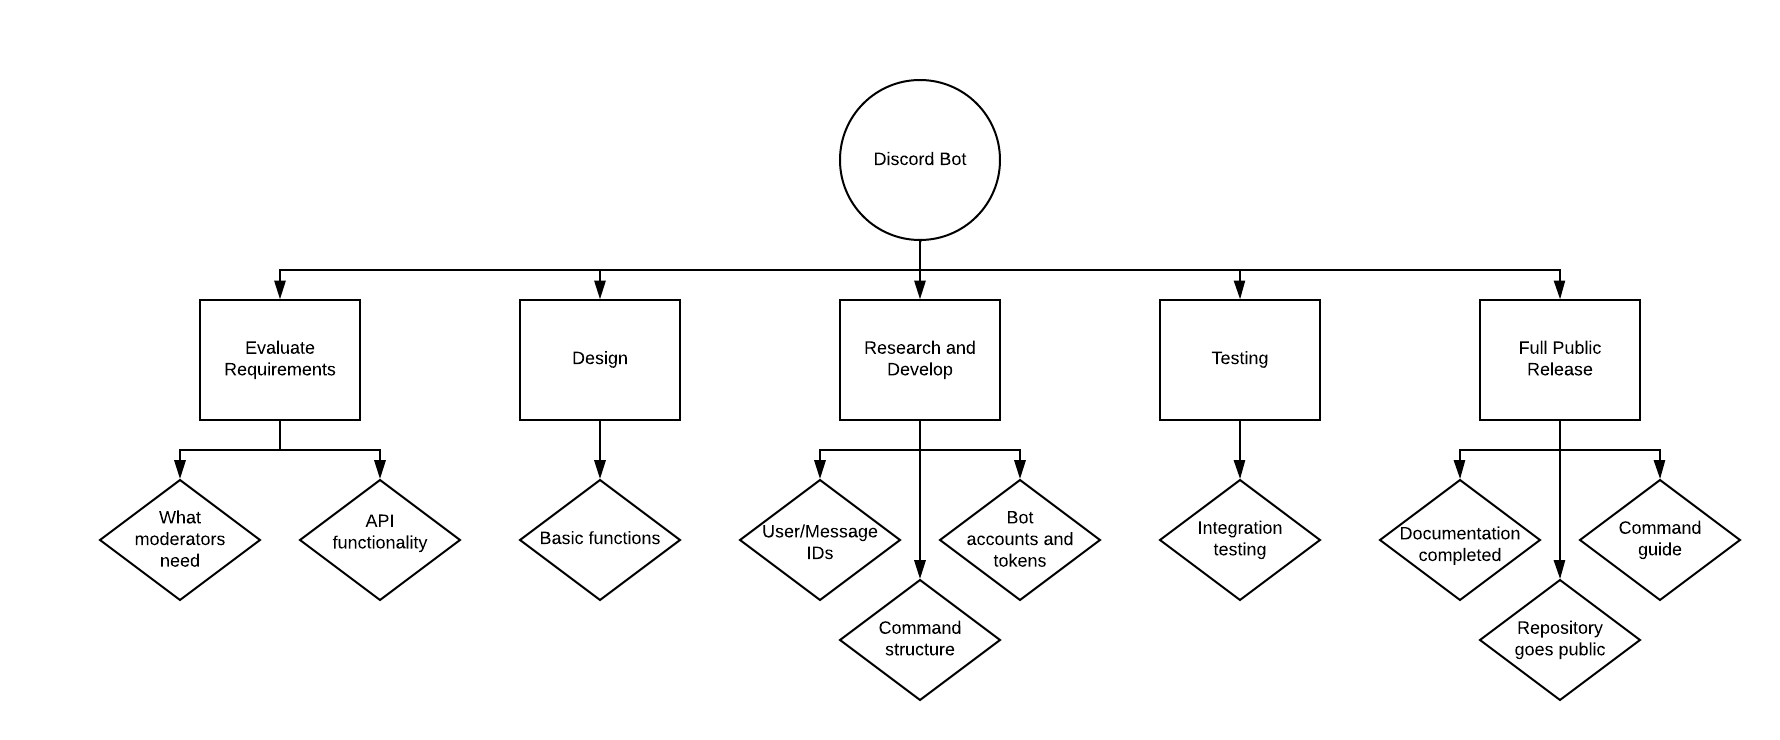 Discord Bot
Evaluate
Requirements
Design
Research and
Develop
Testing
Full Public
Release
What
moderators
need
API
functionality
Basic functions
User/Message
IDs
Command
structure
Bot
accounts and
tokens
Integration
testing
Documentation
completed
Repository
goes public
Command
guide